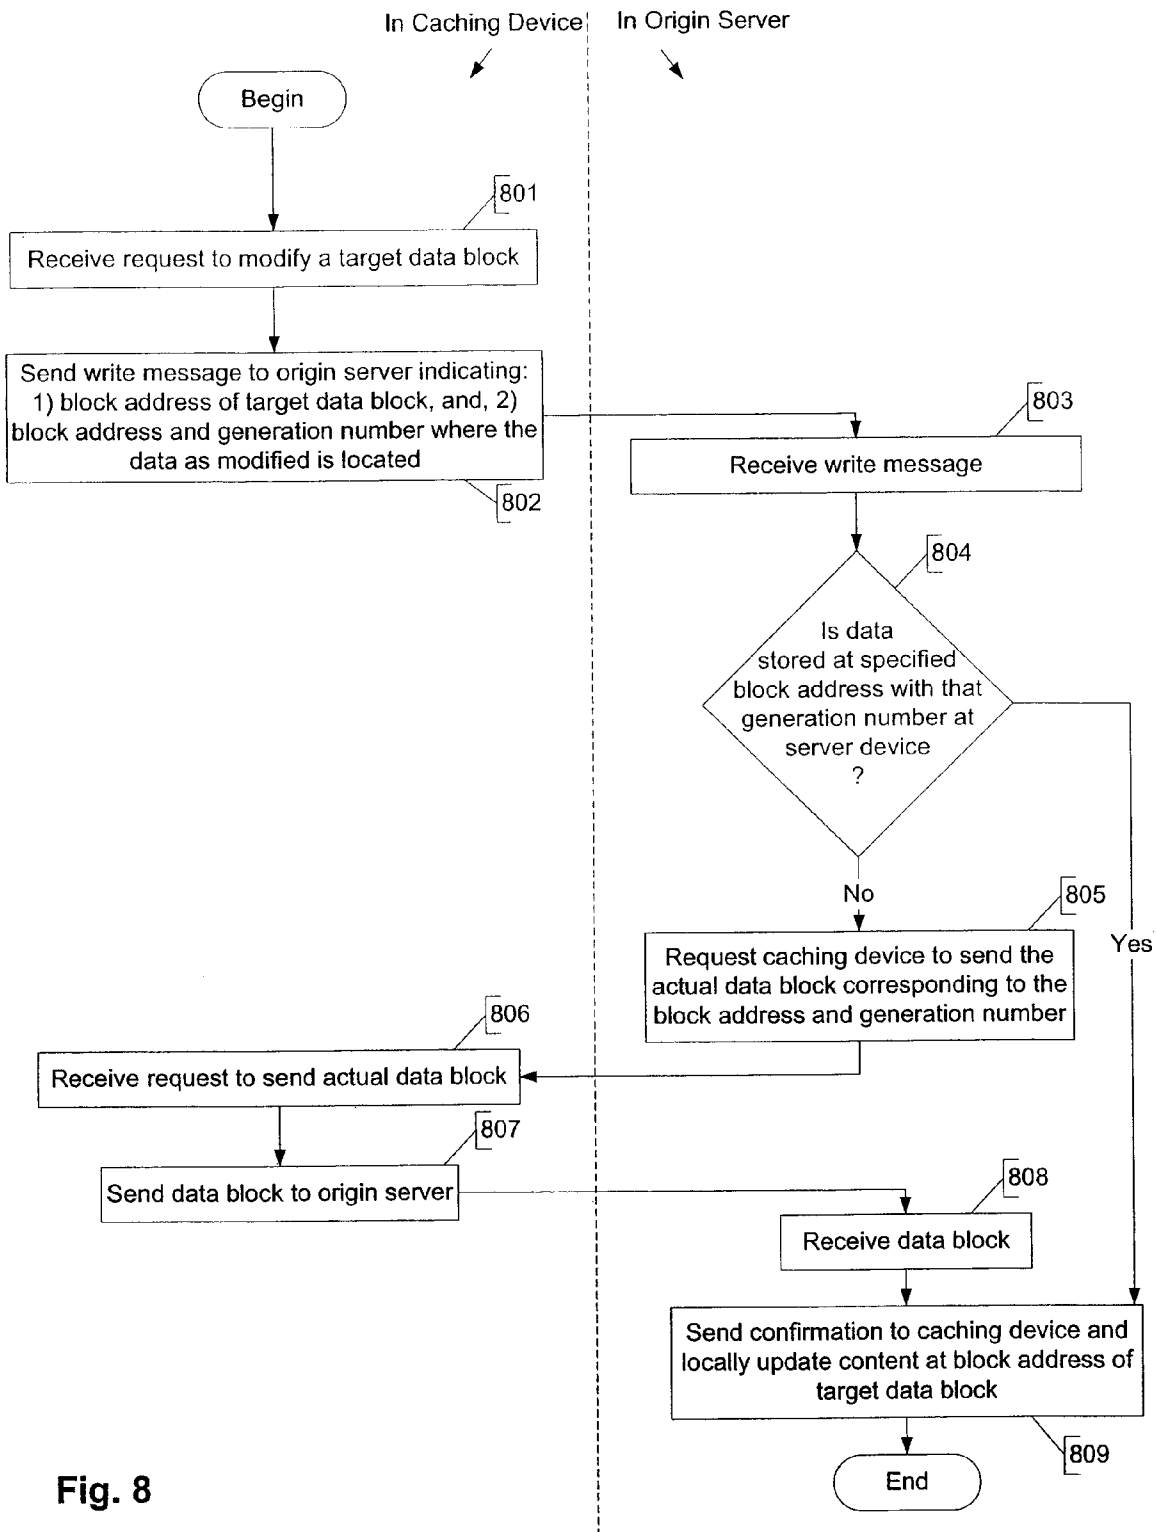 In Caching Device
In Origin Server
Begin
801
Receive request to modify a target data block
Send write message to origin server indicating:
1) block address of target data block, and, 2)
block address and generation number where the
data as modified is located
802
803
Receive write message
804
Is data
stored at specified
block address with that
generation number at
server device
?
No
Yes
805
Request caching device to send the
actual data block corresponding to the
block address and generation number
806
Receive request to send actual data block
807
Send data block to origin server
808
Receive data block
Send confirmation to caching device and
locally update content at block address of
target data block
809
End
Fig. 8